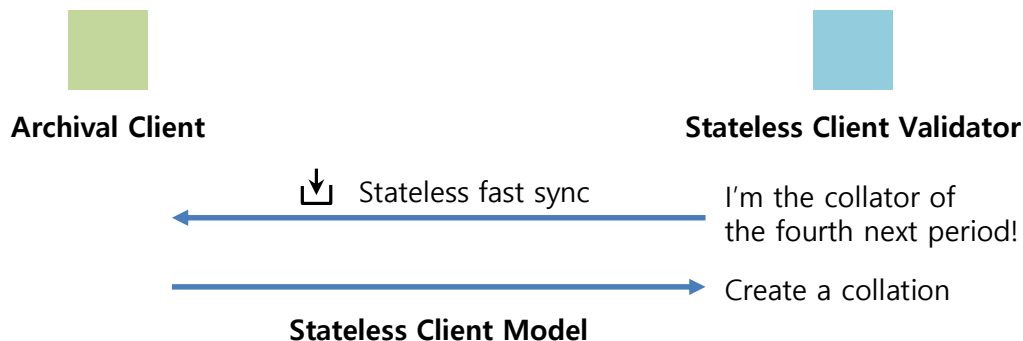 Archival Client
Stateless Client Validator
Stateless fast sync
I'm the collator of
the fourth next period!
Create a collation
Stateless Client Model